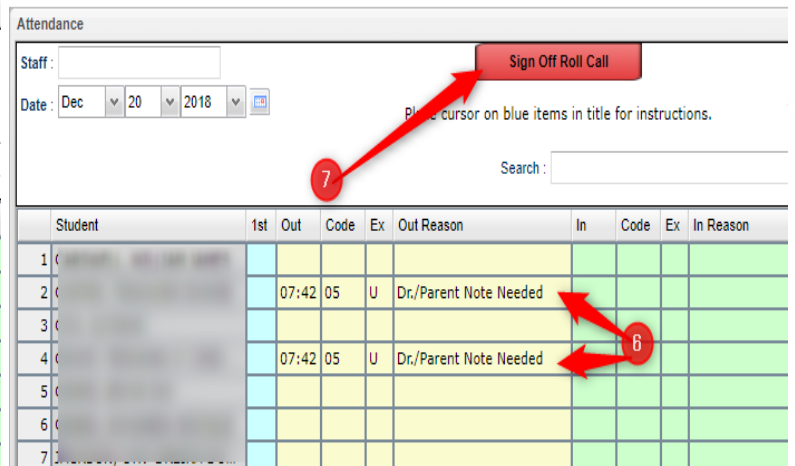 Attendance
Staff :
Sign Off Roll Call
Date : Dec 20 2018
cursor on blue items in title for instructions.
7
Search :
Student 1st Out Code Ex Out Reason In Code Ex In Reason
1
2 07:42 05 U Dr./Parent Note Needed
3
6
4 07:42 05 U Dr./Parent Note Needed
5
6
7